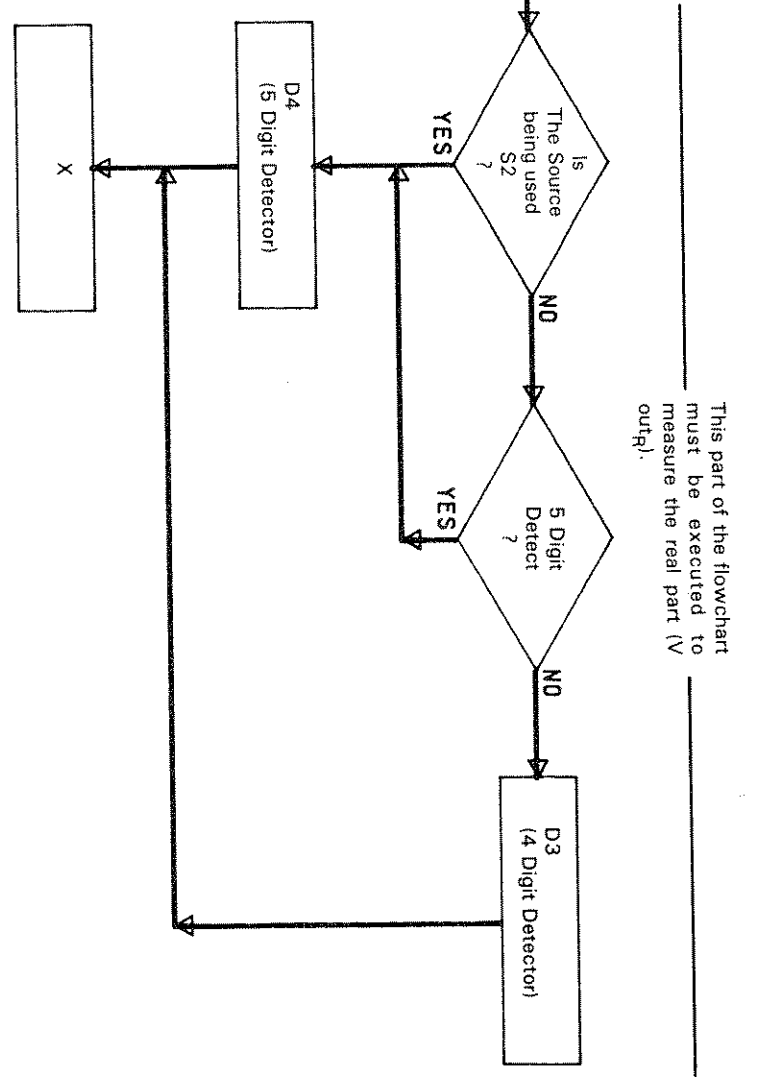 This part of the flowchart
must be executed to
measure the real part (V
outR).
Is
The Source
being used
S2
?
YES
NO
5 Digit
Detect
?
YES
NO
D3
(4 Digit Detector)
D4
(5 Digit Detector)
X